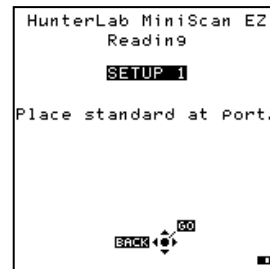 HunterLab MiniScan EZ
Reading
SETUP 1
Place standard at port.
GO
BACK